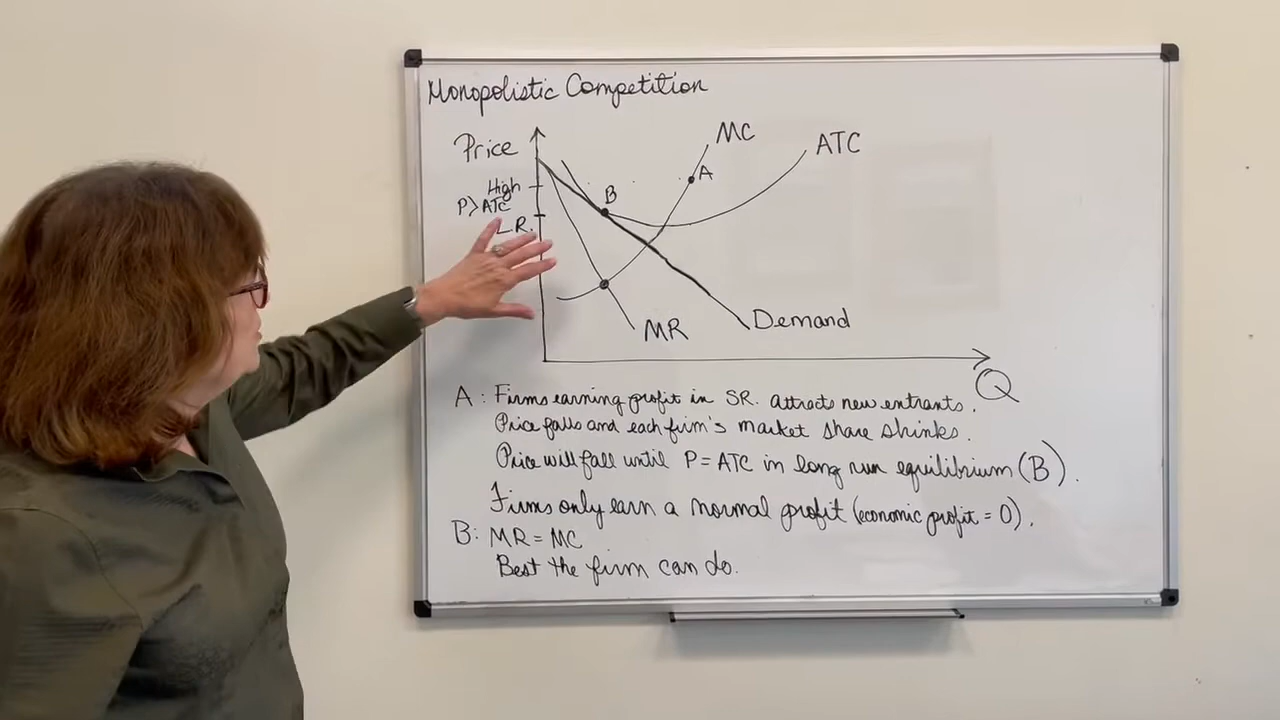 Monopolistic Competition
Price
High
P>ATC
L.R.
B
A
MC
ATC
MR
Demand
Q
A: Firms earning profit in SR. attracts new entrants.
Price falls and each firm's market share shinks.
Price will fall until P=ATC in long run equilibrium (B).
Firms only earn a normal profit (economic profit = 0).
B: MR = MC
Best the firm can do.